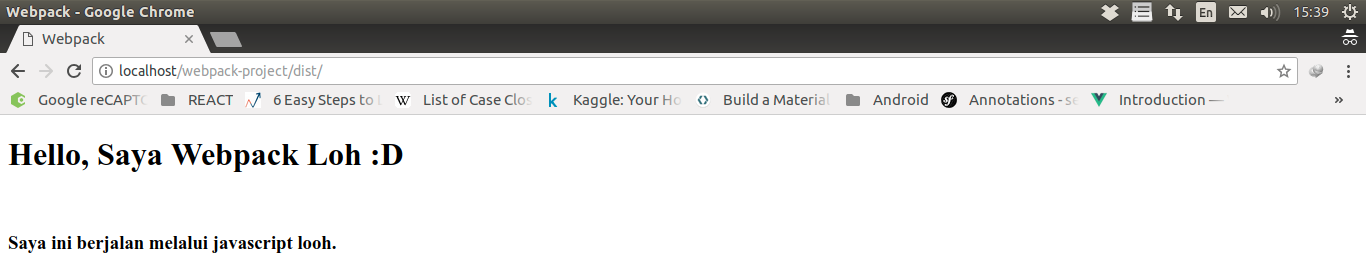 Webpack - Google Chrome
En
15:39
Webpack
localhost/webpack-project/dist/
Google reCAPTC
REACT
6 Easy Steps to
W
List of Case Clos
k
Kaggle: Your Ho
Build a Material
Android
sf
Annotations - se
Introduction —
»
Hello, Saya Webpack Loh :D
Saya ini berjalan melalui javascript looh.